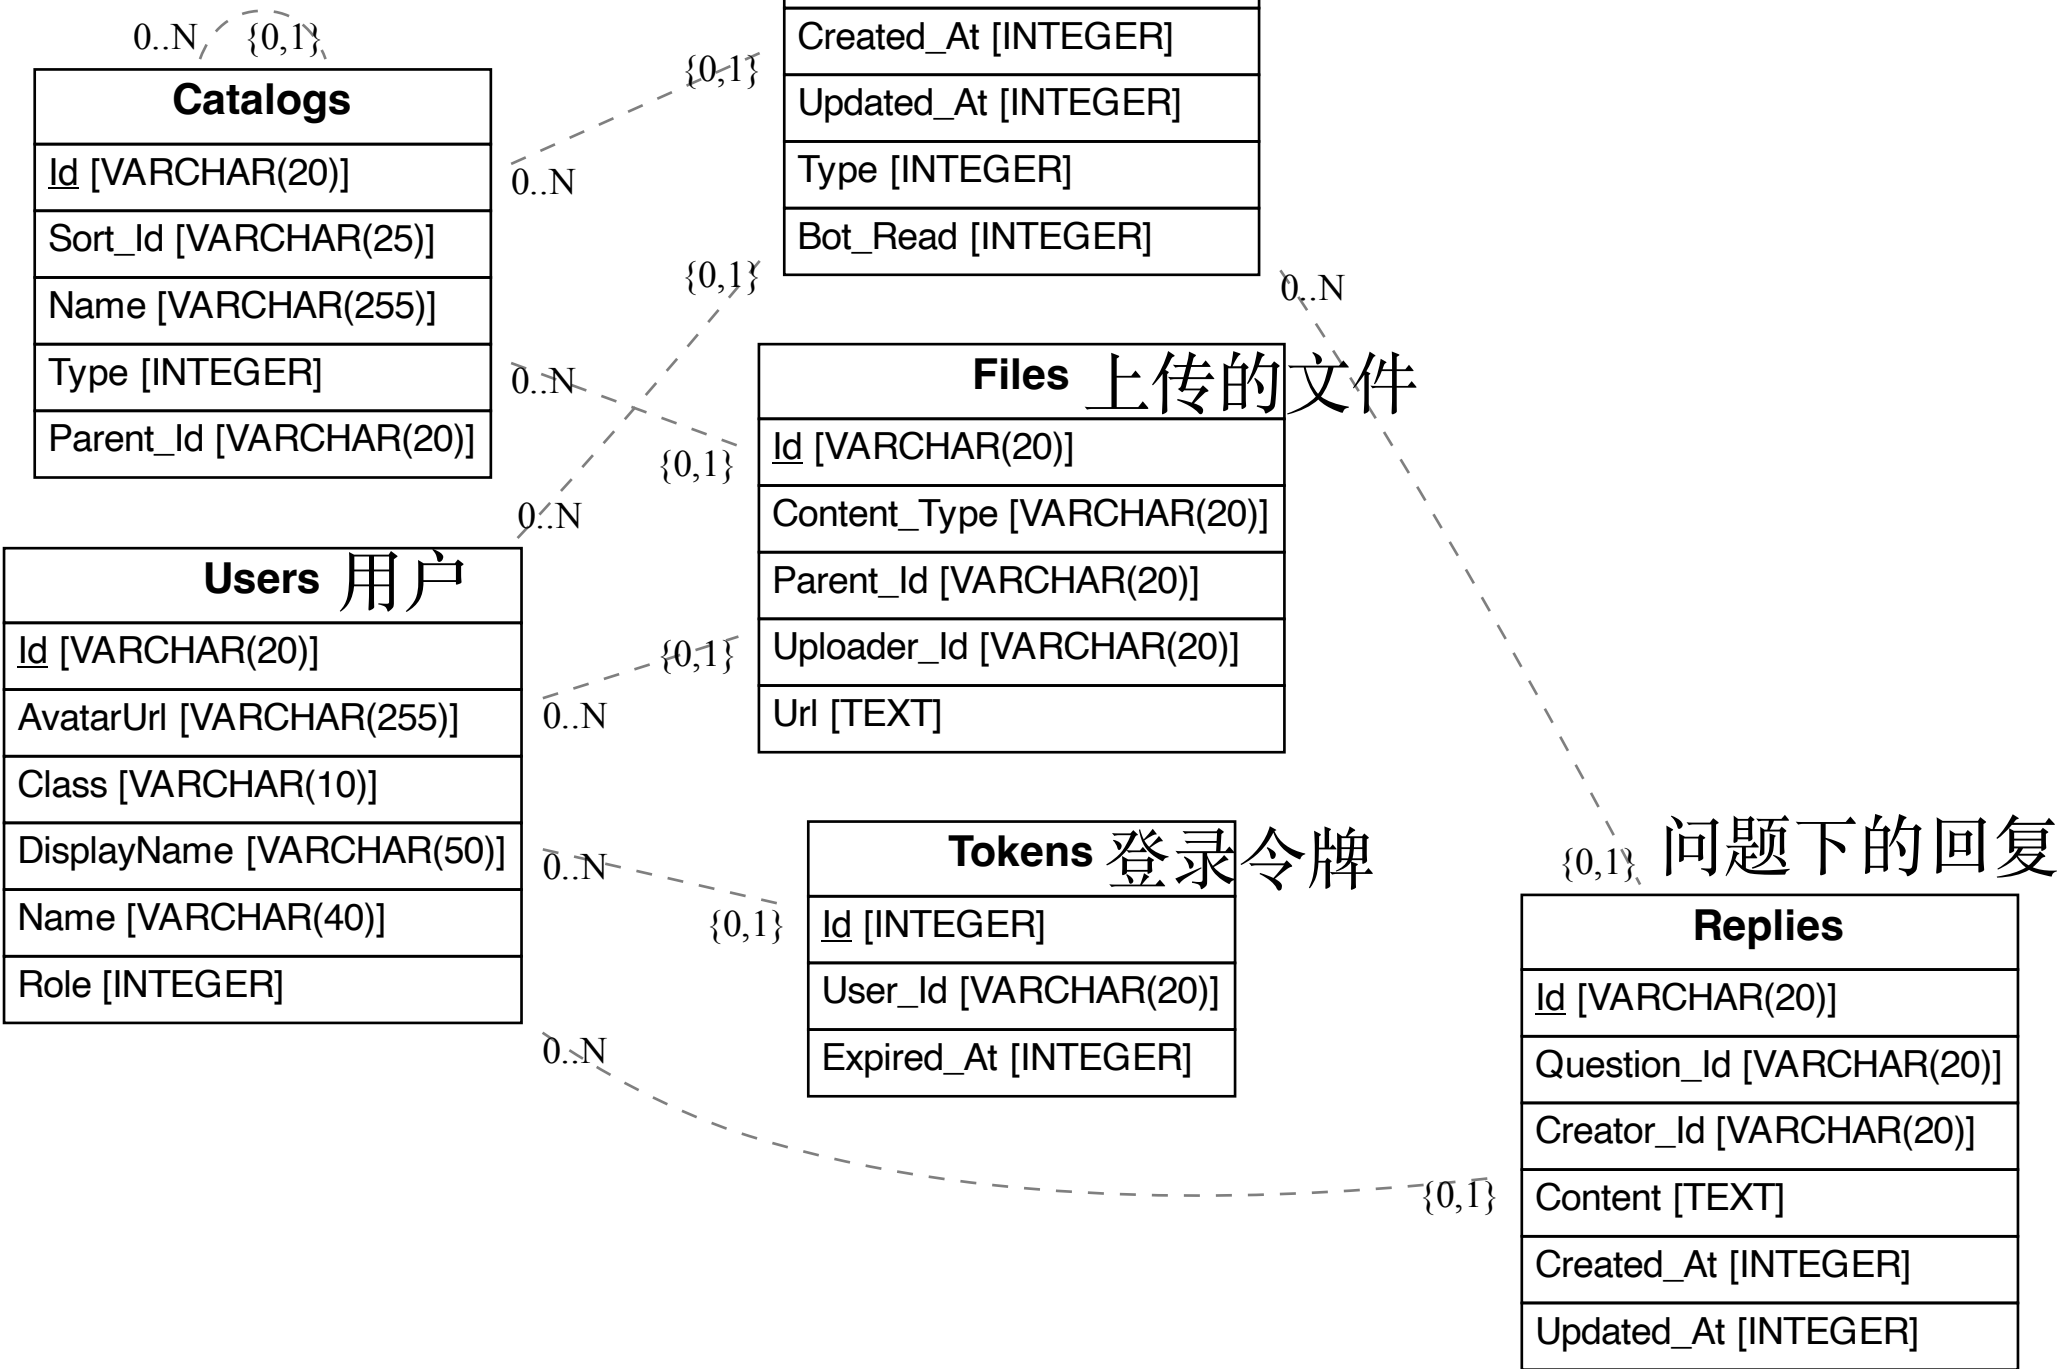 0..N {0,1}
Catalogs
Id [VARCHAR(20)]
Sort_Id [VARCHAR(25)]
Name [VARCHAR(255)]
Type [INTEGER]
Parent_Id [VARCHAR(20)]
{0,1}
0..N
Created_At [INTEGER]
Updated_At [INTEGER]
Type [INTEGER]
Bot_Read [INTEGER]
{0,1}
0..N
0..N
{0,1}
0..N
Files 上传的文件
Id [VARCHAR(20)]
Content_Type [VARCHAR(20)]
Parent_Id [VARCHAR(20)]
Uploader_Id [VARCHAR(20)]
Url [TEXT]
Users 用户
Id [VARCHAR(20)]
AvatarUrl [VARCHAR(255)]
Class [VARCHAR(10)]
DisplayName [VARCHAR(50)]
Name [VARCHAR(40)]
Role [INTEGER]
{0,1}
0..N
0..N
{0,1}
Tokens 登录令牌
Id [INTEGER]
User_Id [VARCHAR(20)]
Expired_At [INTEGER]
0..N
{0,1}
{0,1}
问题下的回复
Replies
Id [VARCHAR(20)]
Question_Id [VARCHAR(20)]
Creator_Id [VARCHAR(20)]
Content [TEXT]
Created_At [INTEGER]
Updated_At [INTEGER]